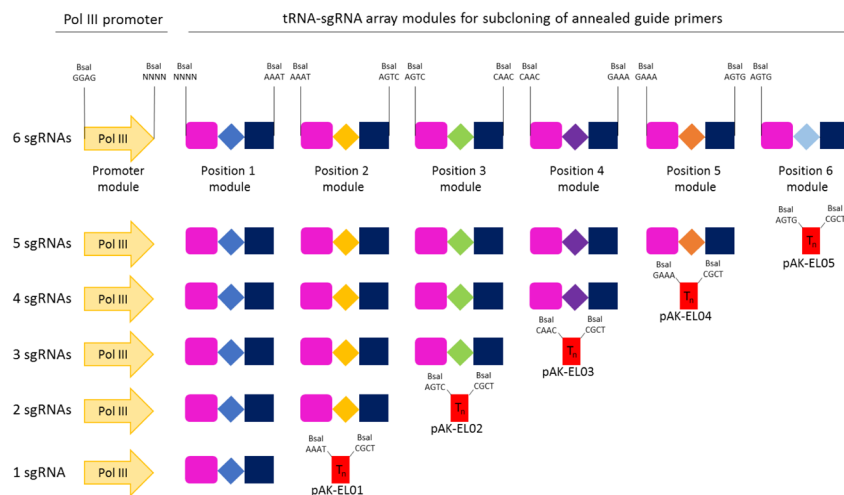 Pol III promoter
tRNA-sgRNA array modules for subcloning of annealed guide primers
BsaI BsaI BsaI BsaI BsaI BsaI BsaI BsaI BsaI BsaI BsaI BsaI
GGAG NNNN NNNN AAAT AAAT AGTC AGTC CAAC CAAC GAAA GAAA AGTG AGTG
6 sgRNAs Pol III
Promoter module
Position 1 module
Position 2 module
Position 3 module
Position 4 module
Position 5 module
Position 6 module
5 sgRNAs Pol III
BsaI BsaI
AGTG CGCT
Tn
pAK-EL05
4 sgRNAs Pol III
BsaI BsaI
GAAA CGCT
Tn
pAK-EL04
3 sgRNAs Pol III
BsaI BsaI
CAAC CGCT
Tn
pAK-EL03
2 sgRNAs Pol III
BsaI BsaI
AGTC CGCT
Tn
pAK-EL02
1 sgRNA Pol III
BsaI BsaI
AAAT CGCT
Tn
pAK-EL01